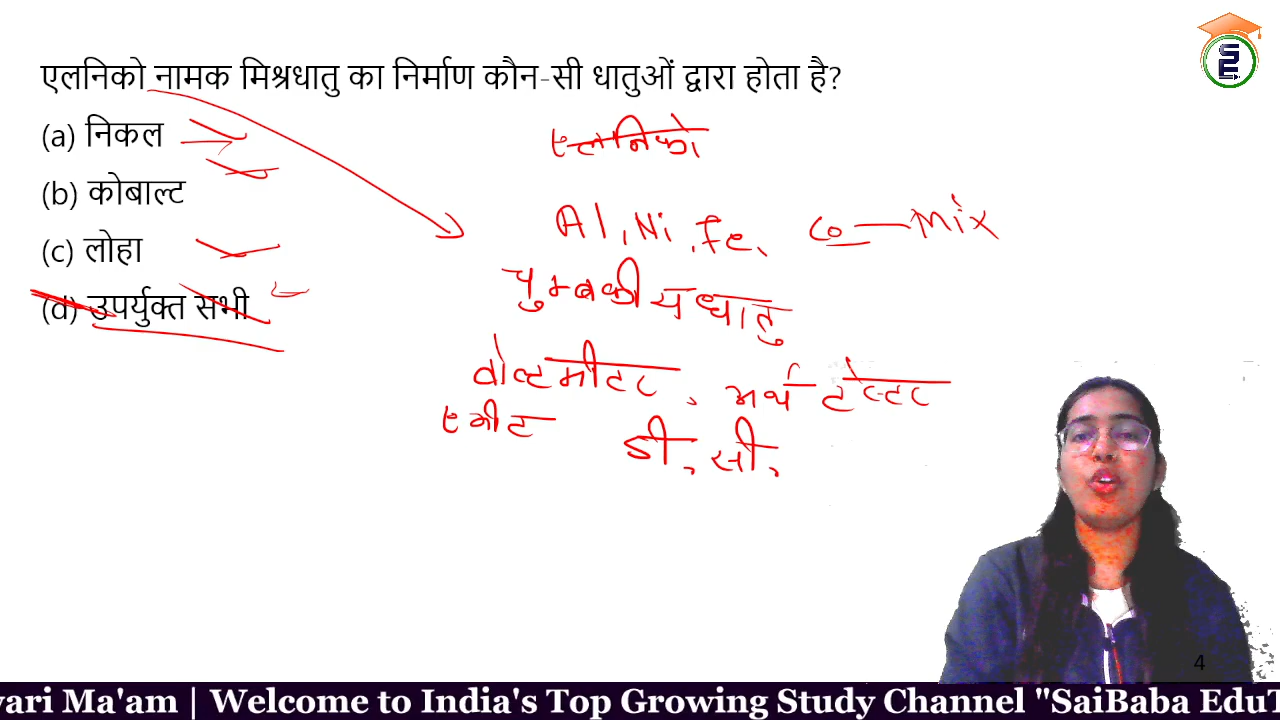 एलनिको नामक मिश्रधातु का निर्माण कौन-सी धातुओं द्वारा होता है?
(a) निकल
(b) कोबाल्ट
(c) लोहा
(d) उपर्युक्त सभी
एलनिको
Al, Ni, Fe, Co — Mix
चुम्बकीय धातु
वोल्टमीटर, अर्थ टेस्टर
एमीटर
डी. सी.
4
vari Ma'am | Welcome to India's Top Growing Study Channel "SaiBaba EduT